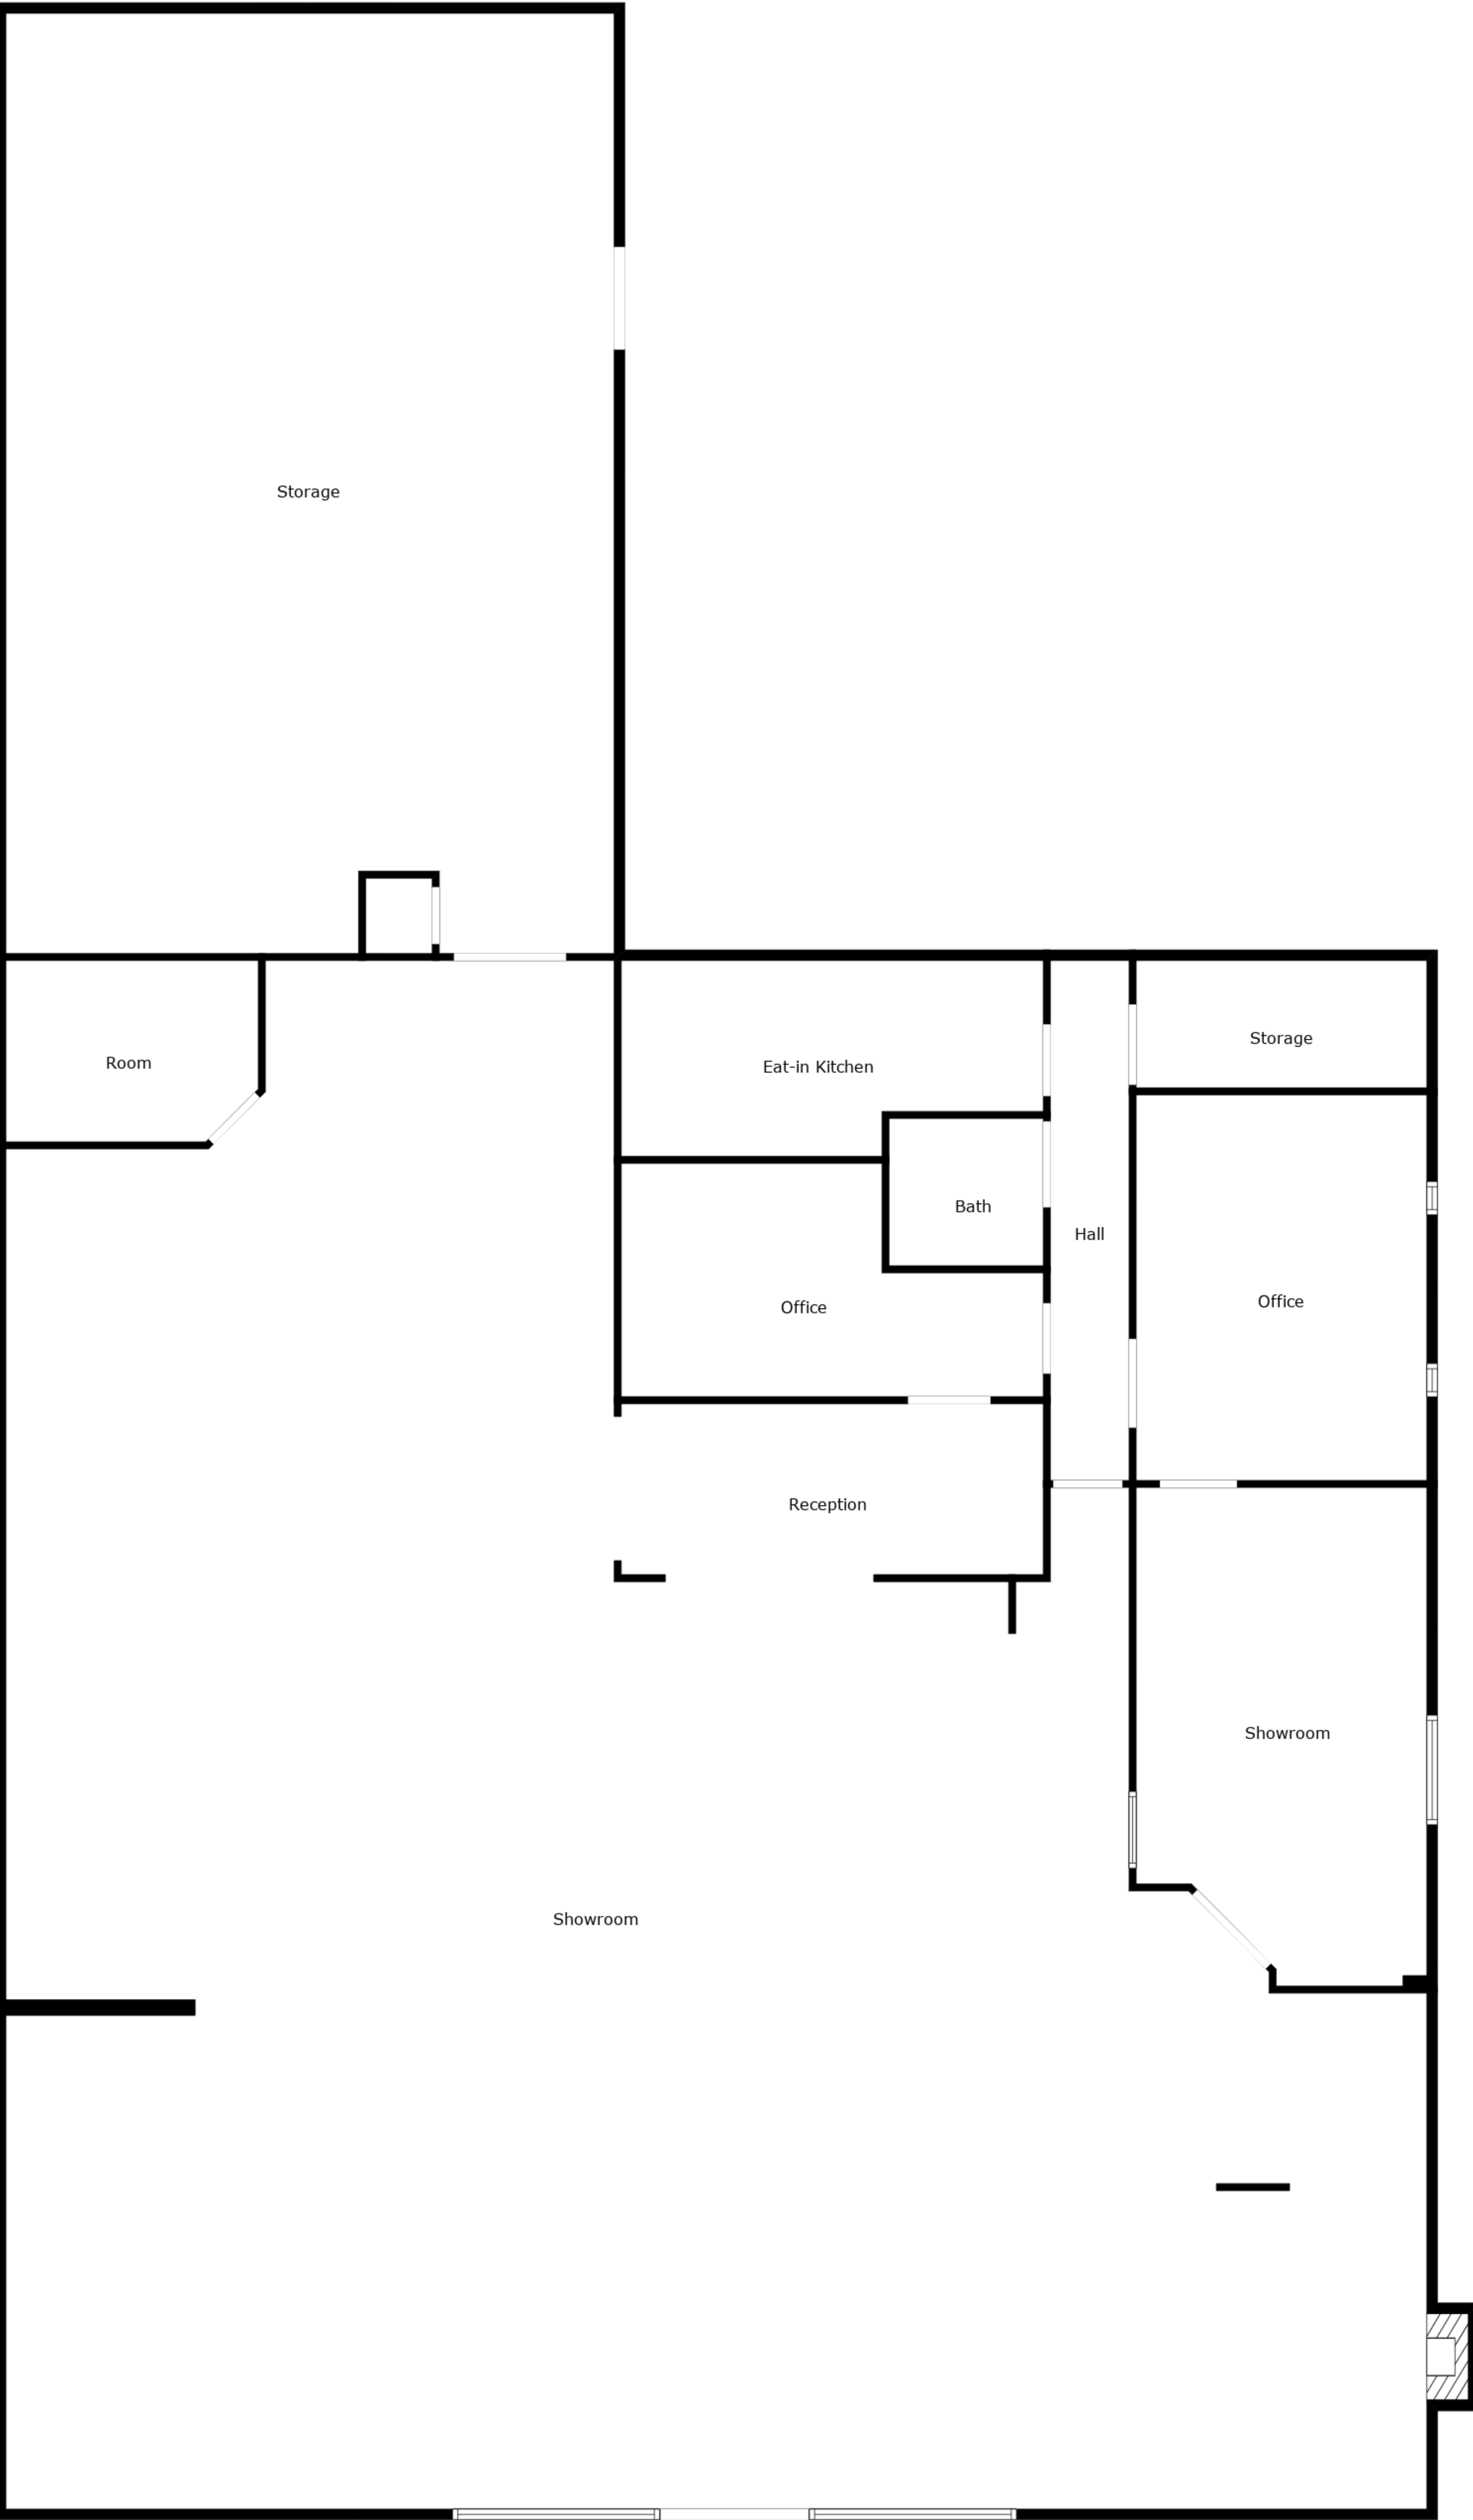 Storage
Storage
Room
Eat-in Kitchen
Bath
Hall
Office
Office
Reception
Showroom
Showroom